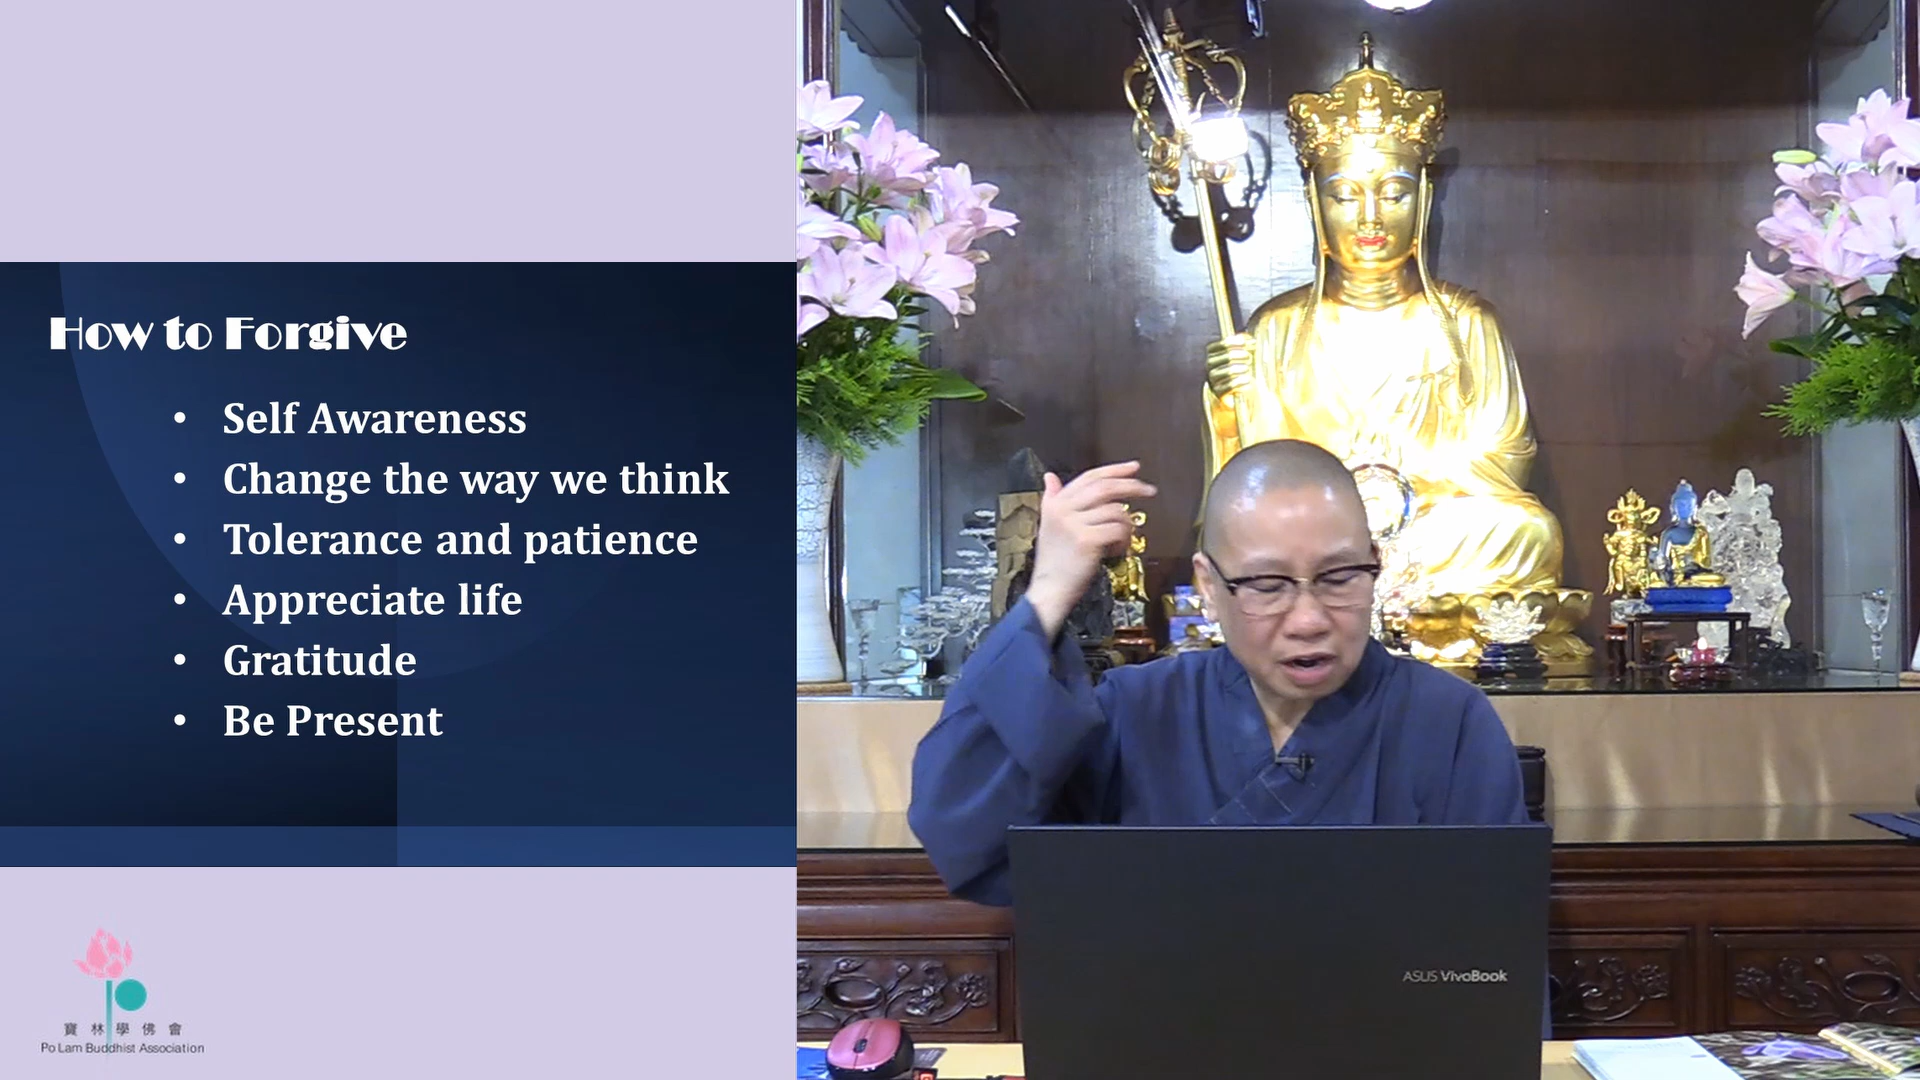 How to Forgive
• Self Awareness
• Change the way we think
• Tolerance and patience
• Appreciate life
• Gratitude
• Be Present
寶林學佛會
Po Lam Buddhist Association
ASUS VivoBook